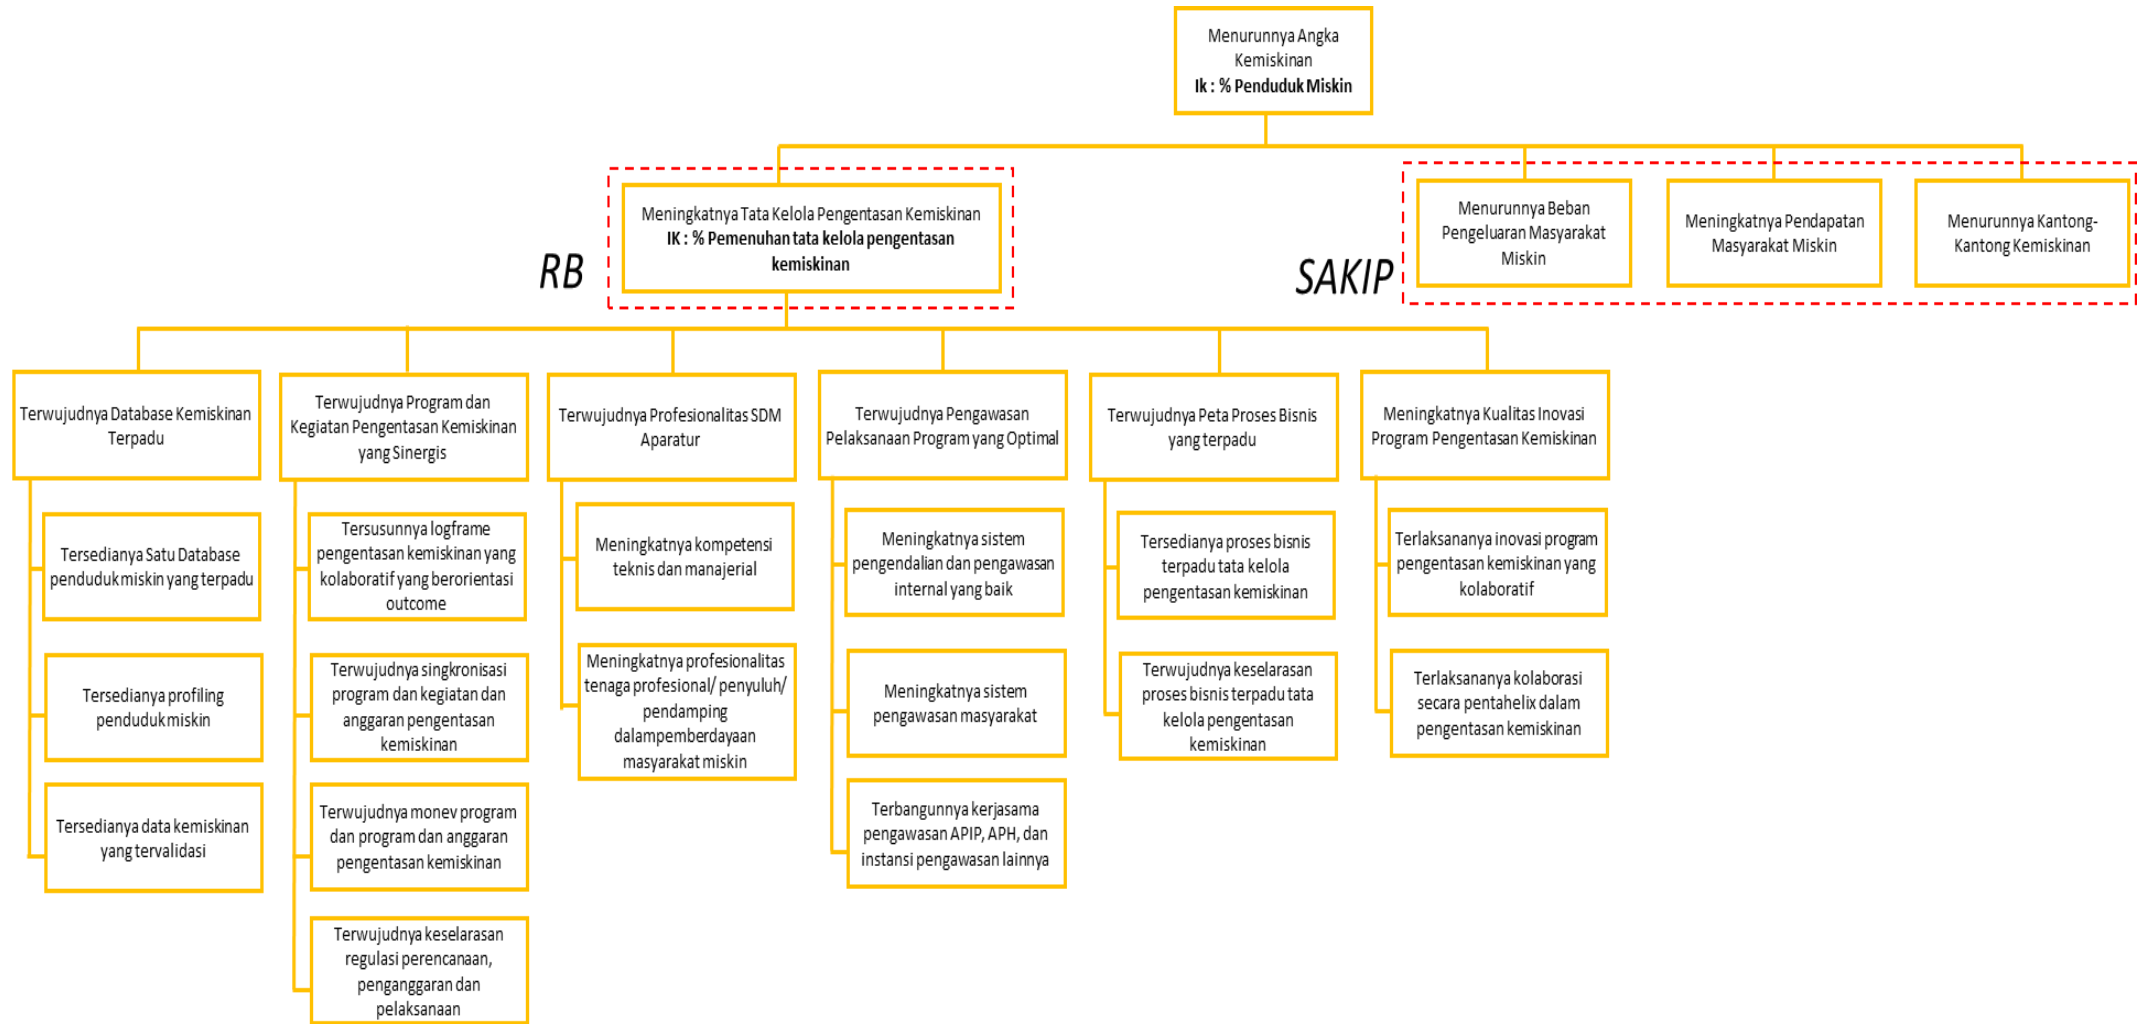 Menurunnya Angka
Kemiskinan
Ik : % Penduduk Miskin
RB
Meningkatnya Tata Kelola Pengentasan Kemiskinan
IK : % Pemenuhan tata kelola pengentasan
kemiskinan
SAKIP
Menurunnya Beban
Pengeluaran Masyarakat
Miskin
Meningkatnya Pendapatan
Masyarakat Miskin
Menurunnya Kantong-
Kantong Kemiskinan
Terwujudnya Database Kemiskinan
Terpadu
Tersedianya Satu Database
penduduk miskin yang terpadu
Tersedianya profiling
penduduk miskin
Tersedianya data kemiskinan
yang tervalidasi
Terwujudnya Program dan
Kegiatan Pengentasan Kemiskinan
yang Sinergis
Tersusunnya logframe
pengentasan kemiskinan yang
kolaboratif yang berorientasi
outcome
Terwujudnya singkronisasi
program dan kegiatan dan
anggaran pengentasan
kemiskinan
Terwujudnya monev program
dan program dan anggaran
pengentasan kemiskinan
Terwujudnya keselarasan
regulasi perencanaan,
penganggaran dan
pelaksanaan
Terwujudnya Profesionalitas SDM
Aparatur
Meningkatnya kompetensi
teknis dan manajerial
Meningkatnya profesionalitas
tenaga profesional/ penyuluh/
pendamping
dalampemberdayaan
masyarakat miskin
Terwujudnya Pengawasan
Pelaksanaan Program yang Optimal
Meningkatnya sistem
pengendalian dan pengawasan
internal yang baik
Meningkatnya sistem
pengawasan masyarakat
Terbangunnya kerjasama
pengawasan APIP, APH, dan
instansi pengawasan lainnya
Terwujudnya Peta Proses Bisnis
yang terpadu
Tersedianya proses bisnis
terpadu tata kelola
pengentasan kemiskinan
Terwujudnya keselarasan
proses bisnis terpadu tata
kelola pengentasan
kemiskinan
Meningkatnya Kualitas Inovasi
Program Pengentasan Kemiskinan
Terlaksananya inovasi program
pengentasan kemiskinan yang
kolaboratif
Terlaksananya kolaborasi
secara pentahelix dalam
pengentasan kemiskinan